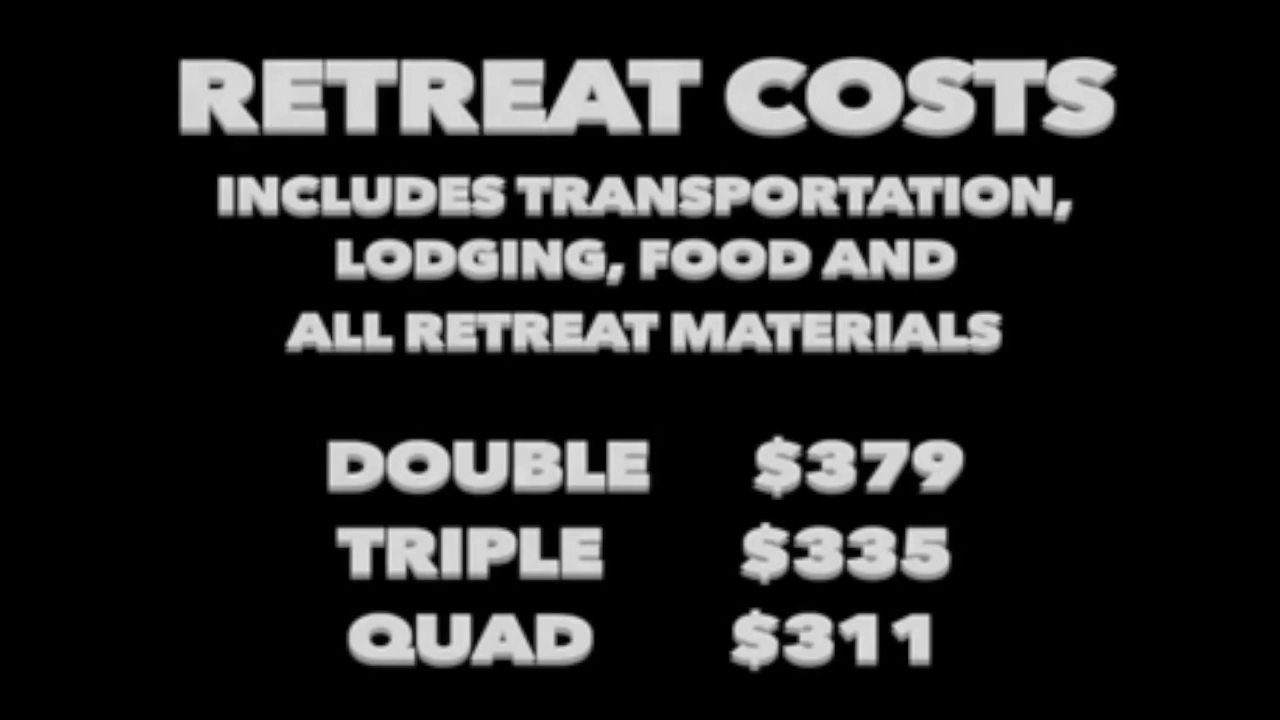 RETREAT COSTS
INCLUDES TRANSPORTATION,
LODGING, FOOD AND
ALL RETREAT MATERIALS
DOUBLE $379
TRIPLE $335
QUAD $311